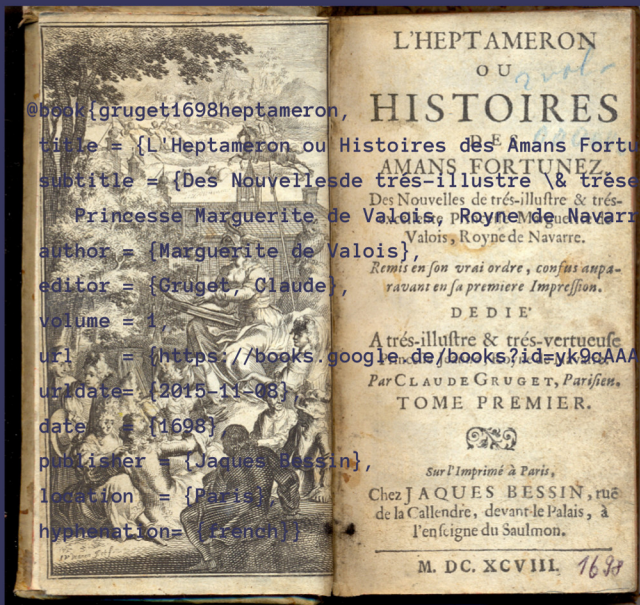 @book{gruget1698heptameron,
title = {L'Heptameron ou Histoires des Amans Fortu
subtitle = {Des Nouvellesde trés-illustre \& trése
Princesse Marguerite de Valois, Royne de Navarr
author = {Marguerite de Valois},
editor = {Gruget, Claude},
volume = 1,
url = {https://books.google.de/books?id=yk9cAAA
urldate= {2015-11-08}
date = {1698}
publisher = {Jaques Bessin},
location = {Paris},
hyphenation= {french}}
L'HEPTAMERON
OU
HISTOIRES
DES
AMANS FORTUNEZ.
Des Nouvelles de trés-illuſtre & trés-
Valois, Royne de Navarre.
Remis en ſon vrai ordre, confus aupa-
ravant en ſa premiere Impreſſion.
DEDIE'
A trés-illuſtre & trés-vertueuſe
Par CLAUDE GRUGET, Pariſien.
TOME PREMIER.
Sur l'Imprimé à Paris,
Chez JAQUES BESSIN, ruë
de la Callendre, devant le Palais, à
l'enſeigne du Saulmon.
M. DC. XCVIII.
1698